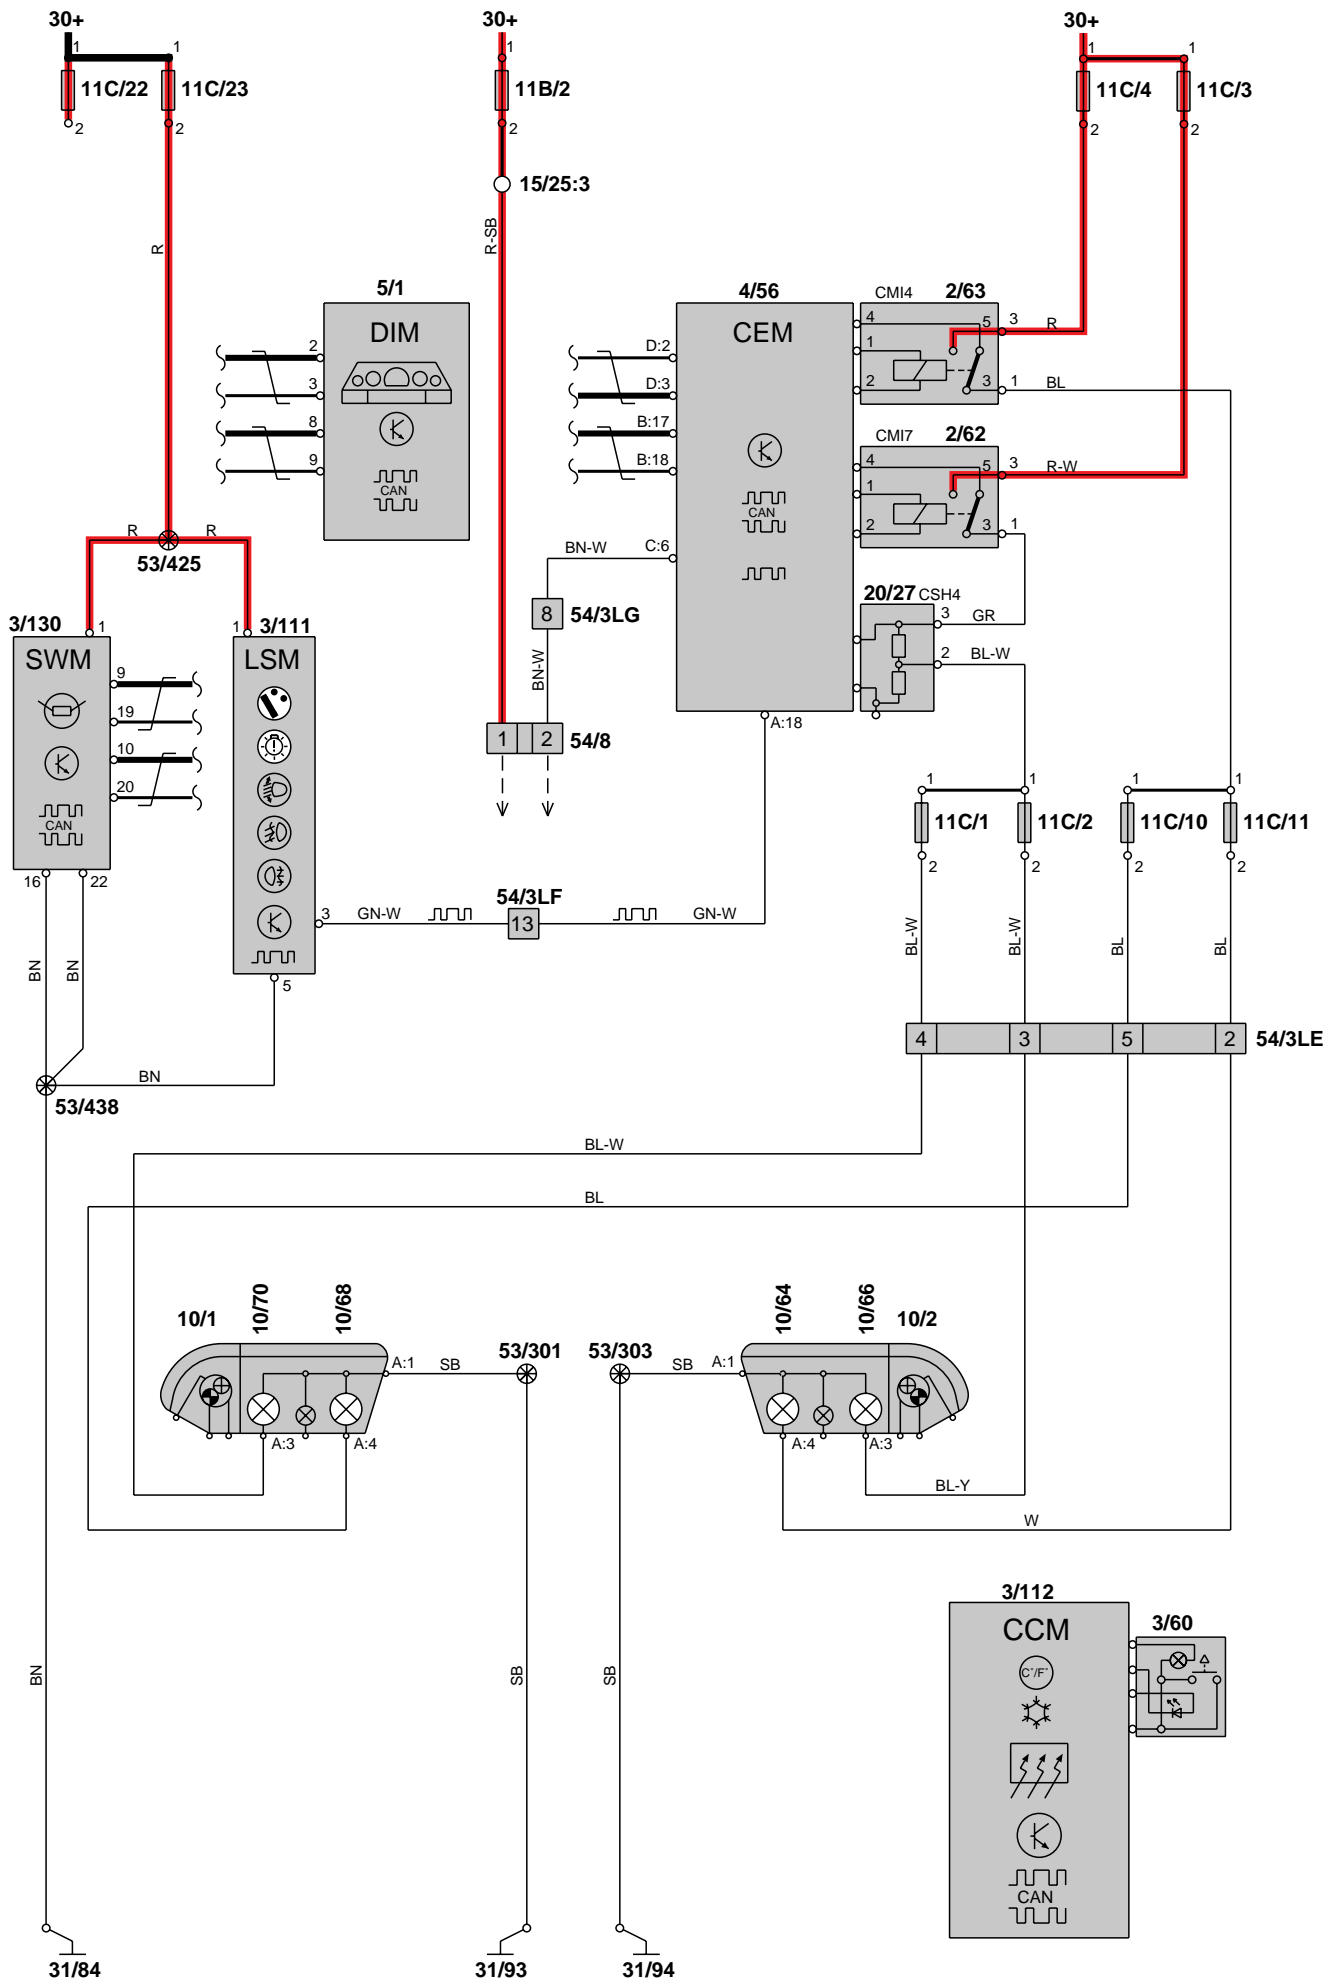 30+ 30+ 30+
1 1 1 1 1
11C/22 11C/23 11B/2 11C/4 11C/3
2 2 2 2 2
15/25:3
R R-SB
5/1 4/56 CMI4 2/63
DIM CEM 4 5 3 R
2 D:2 1
3 D:3 2 3 1 BL
8 B:17 CMI7 2/62
9 B:18 4 5 3 R-W
CAN CAN 1
R R 2 3 1
53/425 BN-W C:6
20/27 CSH4
3/130 1 1 3/111 8 54/3LG 3 GR
SWM LSM BN-W 2 BL-W
9
19 A:18
10 1 2 54/8
20 1 1 1 1
CAN 11C/1 11C/2 11C/10 11C/11
16 22 2 2 2 2
54/3LF
3 GN-W 13 GN-W
BN BN BL-W BL-W BL BL
5
4 3 5 2 54/3LE
BN
53/438
BL-W
BL
10/1 10/70 10/68 10/64 10/66 10/2
A:1 SB 53/301 53/303 SB A:1
A:3 A:4 A:4 A:3
BL-Y
W
3/112
CCM 3/60
BN SB SB
C°/F°
CAN
31/84 31/93 31/94